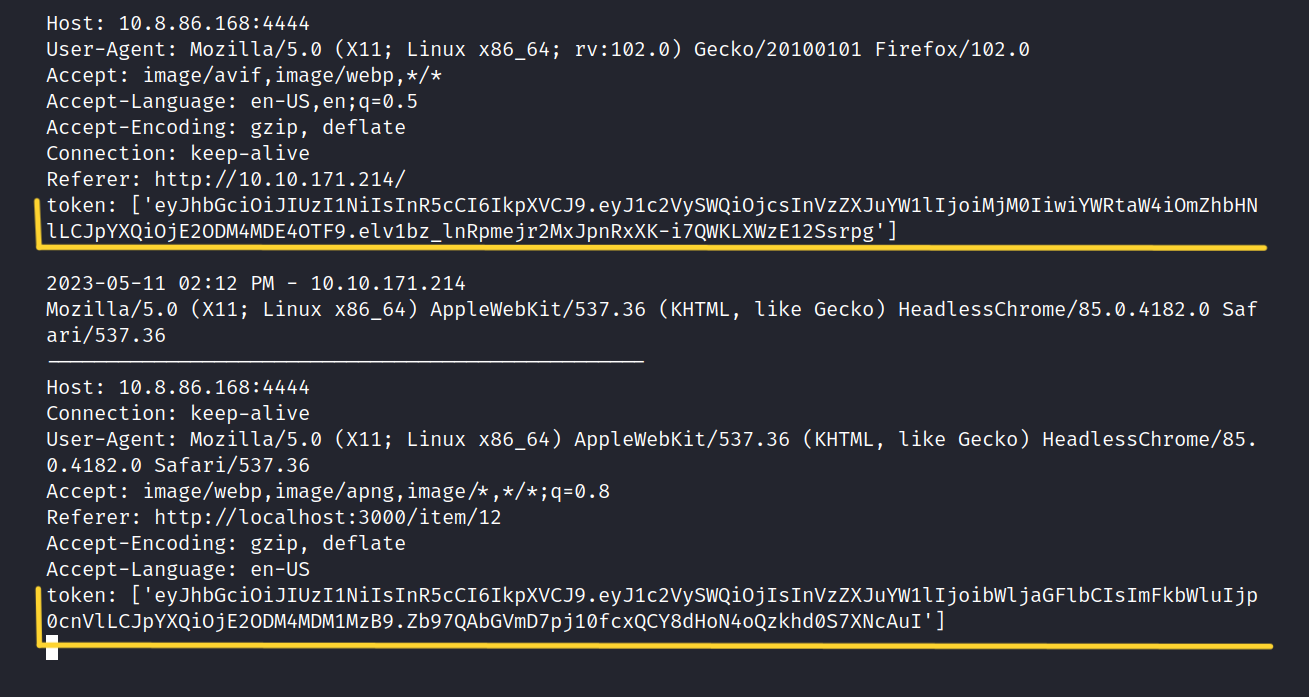 Host: 10.8.86.168:4444
User-Agent: Mozilla/5.0 (X11; Linux x86_64; rv:102.0) Gecko/20100101 Firefox/102.0
Accept: image/avif,image/webp,*/*
Accept-Language: en-US,en;q=0.5
Accept-Encoding: gzip, deflate
Connection: keep-alive
Referer: http://10.10.171.214/
token: ['eyJhbGciOiJIUzI1NiIsInR5cCI6IkpXVCJ9.eyJ1c2VySWQiOjcsInVzZXJuYW1lIjoiMjM0IiwiYWRtaW4iOmZhbHN
lLCJpYXQiOjE2ODM4MDE4OTF9.elv1bz_lnRpmejr2MxJpnRxXK-i7QWKLXWzE12Ssrpg']
2023-05-11 02:12 PM - 10.10.171.214
Mozilla/5.0 (X11; Linux x86_64) AppleWebKit/537.36 (KHTML, like Gecko) HeadlessChrome/85.0.4182.0 Saf
ari/537.36
Host: 10.8.86.168:4444
Connection: keep-alive
User-Agent: Mozilla/5.0 (X11; Linux x86_64) AppleWebKit/537.36 (KHTML, like Gecko) HeadlessChrome/85.
0.4182.0 Safari/537.36
Accept: image/webp,image/apng,image/*,*/*;q=0.8
Referer: http://localhost:3000/item/12
Accept-Encoding: gzip, deflate
Accept-Language: en-US
token: ['eyJhbGciOiJIUzI1NiIsInR5cCI6IkpXVCJ9.eyJ1c2VySWQiOjIsInVzZXJuYW1lIjoibWljaGFlbCIsImFkbWluIjp
0cnVlLCJpYXQiOjE2ODM4MDM1MzB9.Zb97QAbGVmD7pj10fcxQCY8dHoN4oQzkhd0S7XNcAuI']